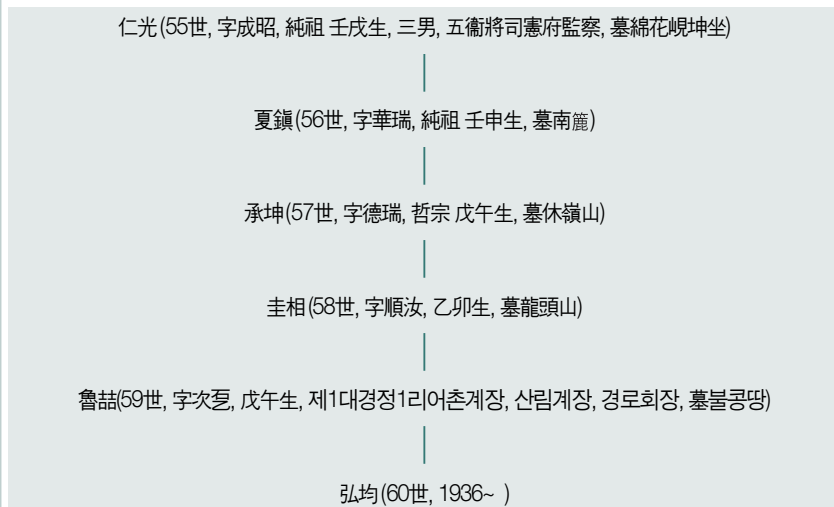 仁光(55世, 字成昭, 純祖 壬戌生, 三男, 五衞將司憲府監察, 墓綿花峴坤坐)
夏鎭(56世, 字華瑞, 純祖 壬申生, 墓南簏)
承坤(57世, 字德瑞, 哲宗 戊午生, 墓休嶺山)
圭相(58世, 字順汝, 乙卯生, 墓龍頭山)
魯喆(59世, 字次, 戊午生, 제1대경정1리어촌계장, 산림계장, 경로회장, 墓불콩땅)
弘均(60世, 1936~ )